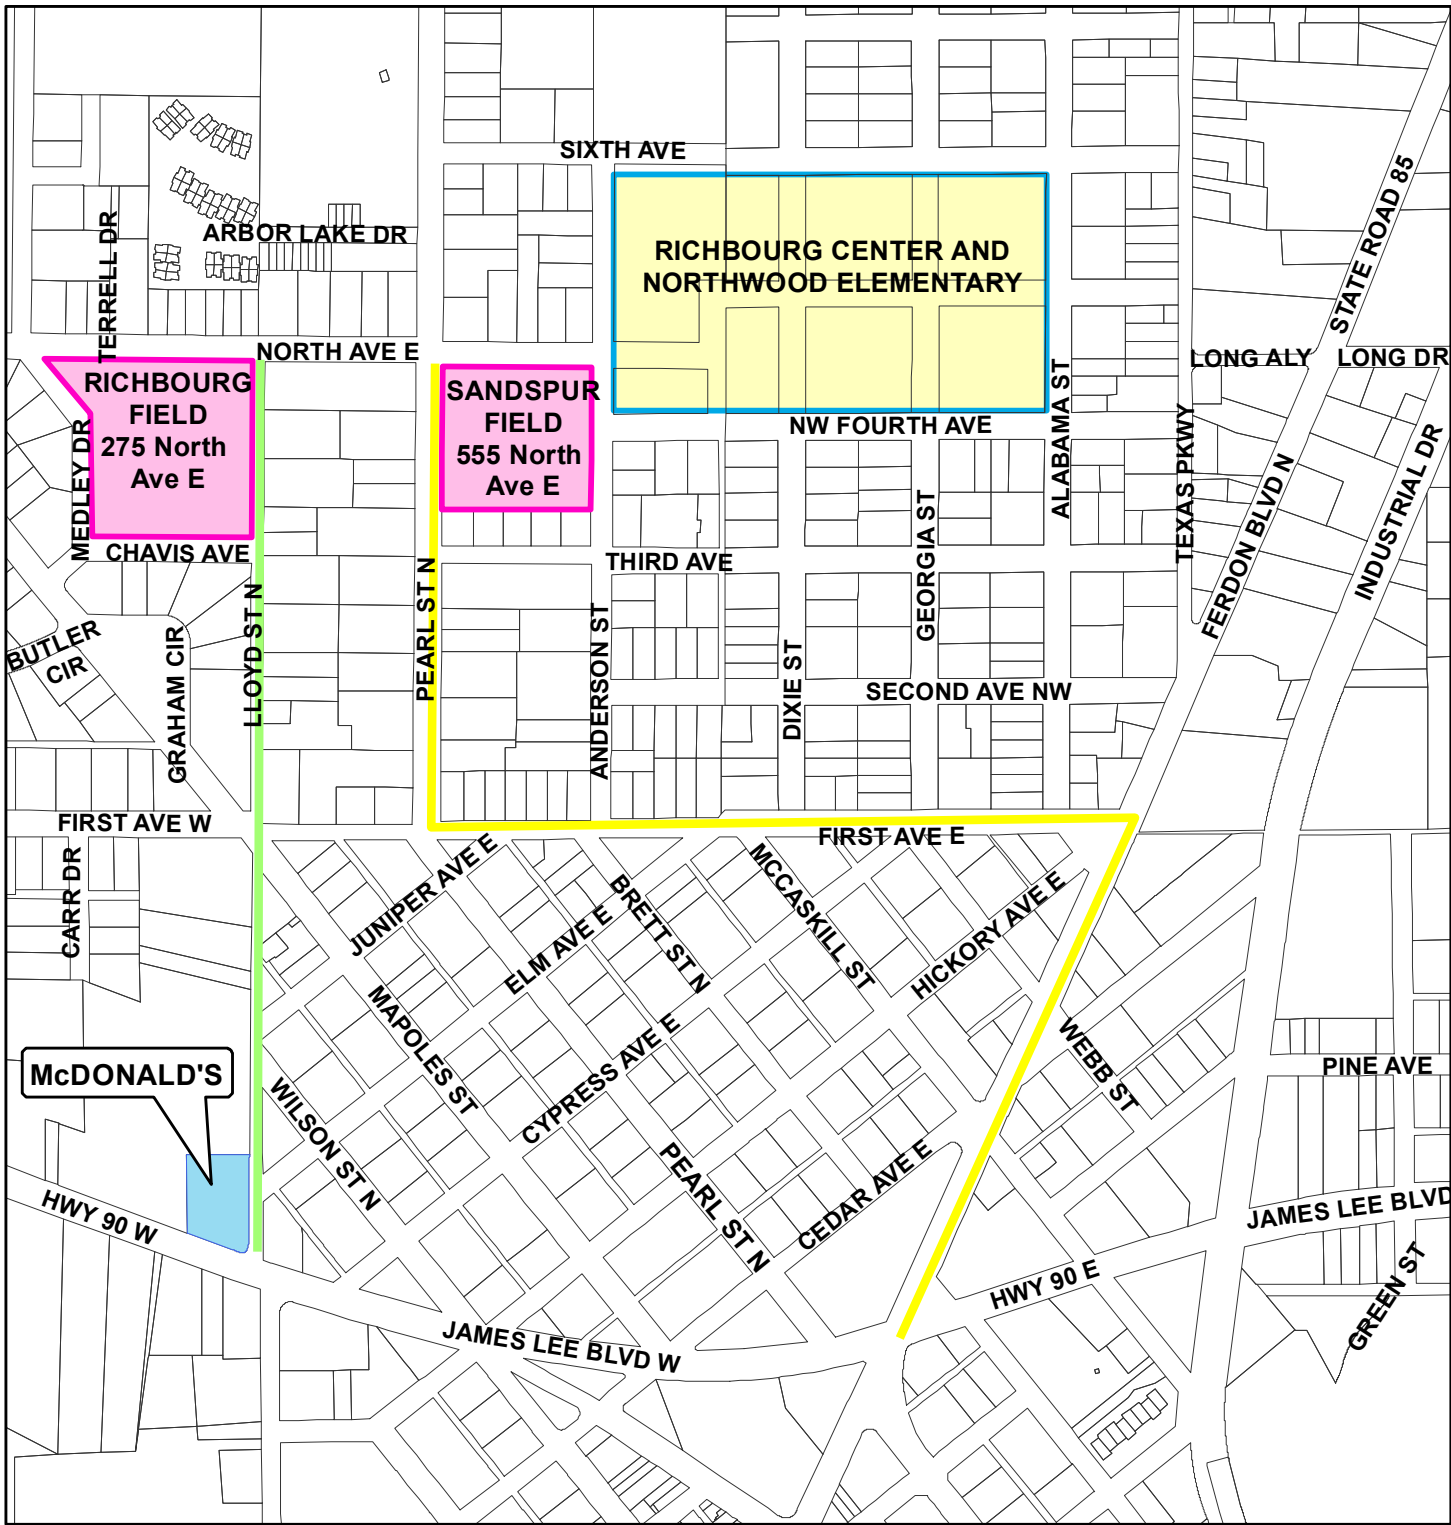 SIXTH AVE
STATE ROAD 85
TERRELL DR
ARBOR LAKE DR
RICHBOURG CENTER AND
NORTHWOOD ELEMENTARY
NORTH AVE E
LONG ALY
LONG DR
RICHBOURG
FIELD
275 North
Ave E
SANDSPUR
FIELD
555 North
Ave E
ALABAMA ST
NW FOURTH AVE
TEXAS PKWY
MEDLEY DR
INDUSTRIAL DR
FERDON BLVD N
GEORGIA ST
CHAVIS AVE
THIRD AVE
PEARL ST N
LLOYD ST N
ANDERSON ST
BUTLER
CIR
GRAHAM CIR
DIXIE ST
SECOND AVE NW
FIRST AVE W
FIRST AVE E
CARR DR
JUNIPER AVE E
BRETT ST N
MCCASKILL ST
HICKORY AVE E
ELM AVE E
MAPOLES ST
CYPRESS AVE E
WEBB ST
PINE AVE
McDONALD'S
WILSON ST N
PEARL ST N
CEDAR AVE E
HWY 90 W
JAMES LEE BLVD
HWY 90 E
GREEN ST
JAMES LEE BLVD W